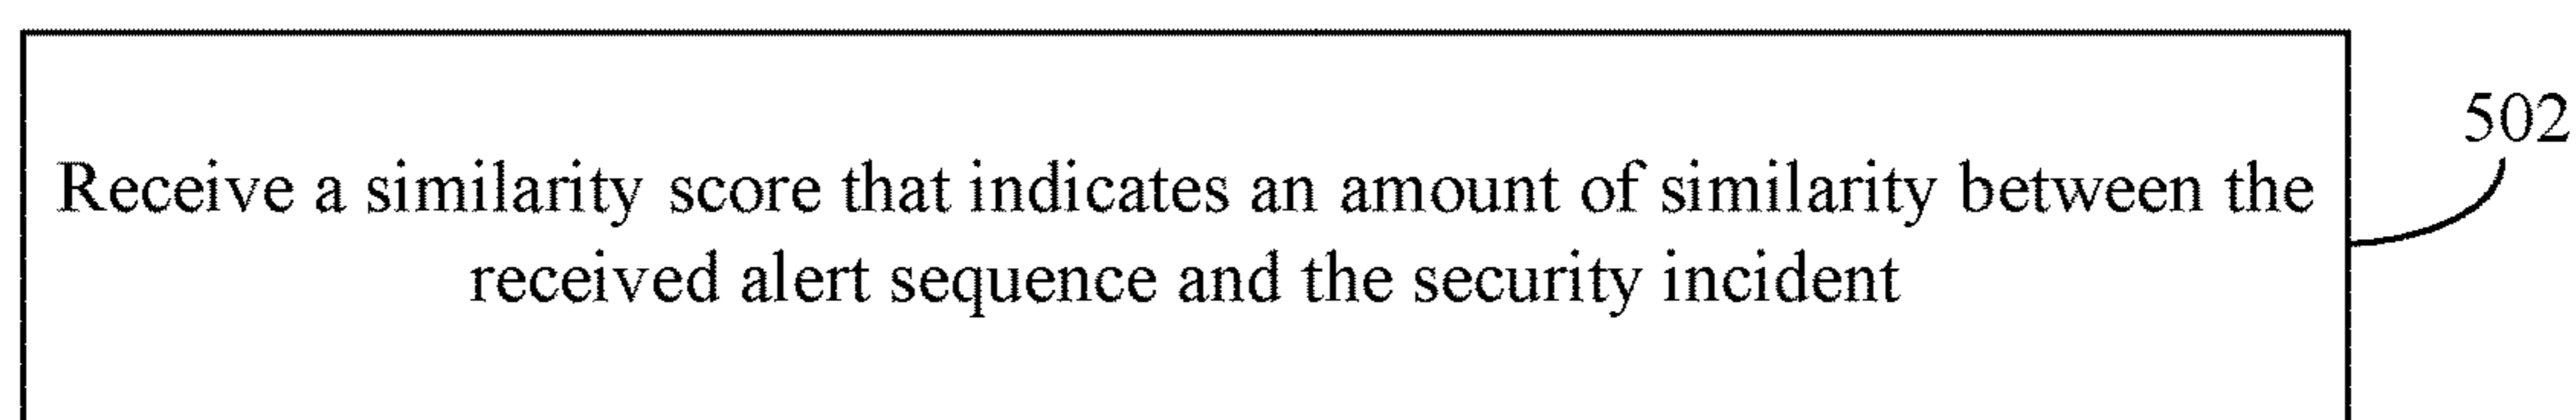 502
Receive a similarity score that indicates an amount of similarity between the
received alert sequence and the security incident